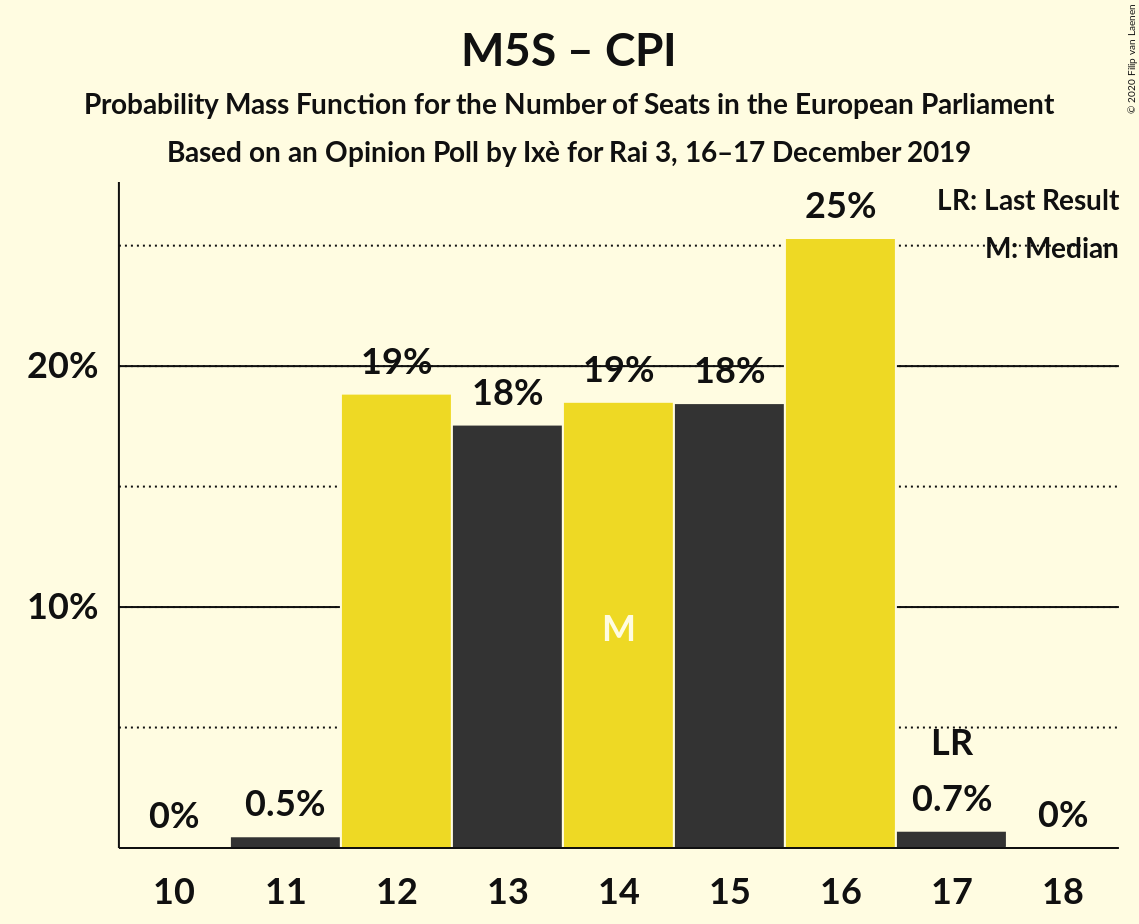 M5S – CPI
Probability Mass Function for the Number of Seats in the European Parliament
Based on an Opinion Poll by Ixè for Rai 3, 16–17 December 2019
© 2020 Filip van Laenen
LR: Last Result
M: Median
20%
10%
0%
0.5%
19%
18%
19%
18%
25%
0.7%
0%
M
LR
10 11 12 13 14 15 16 17 18